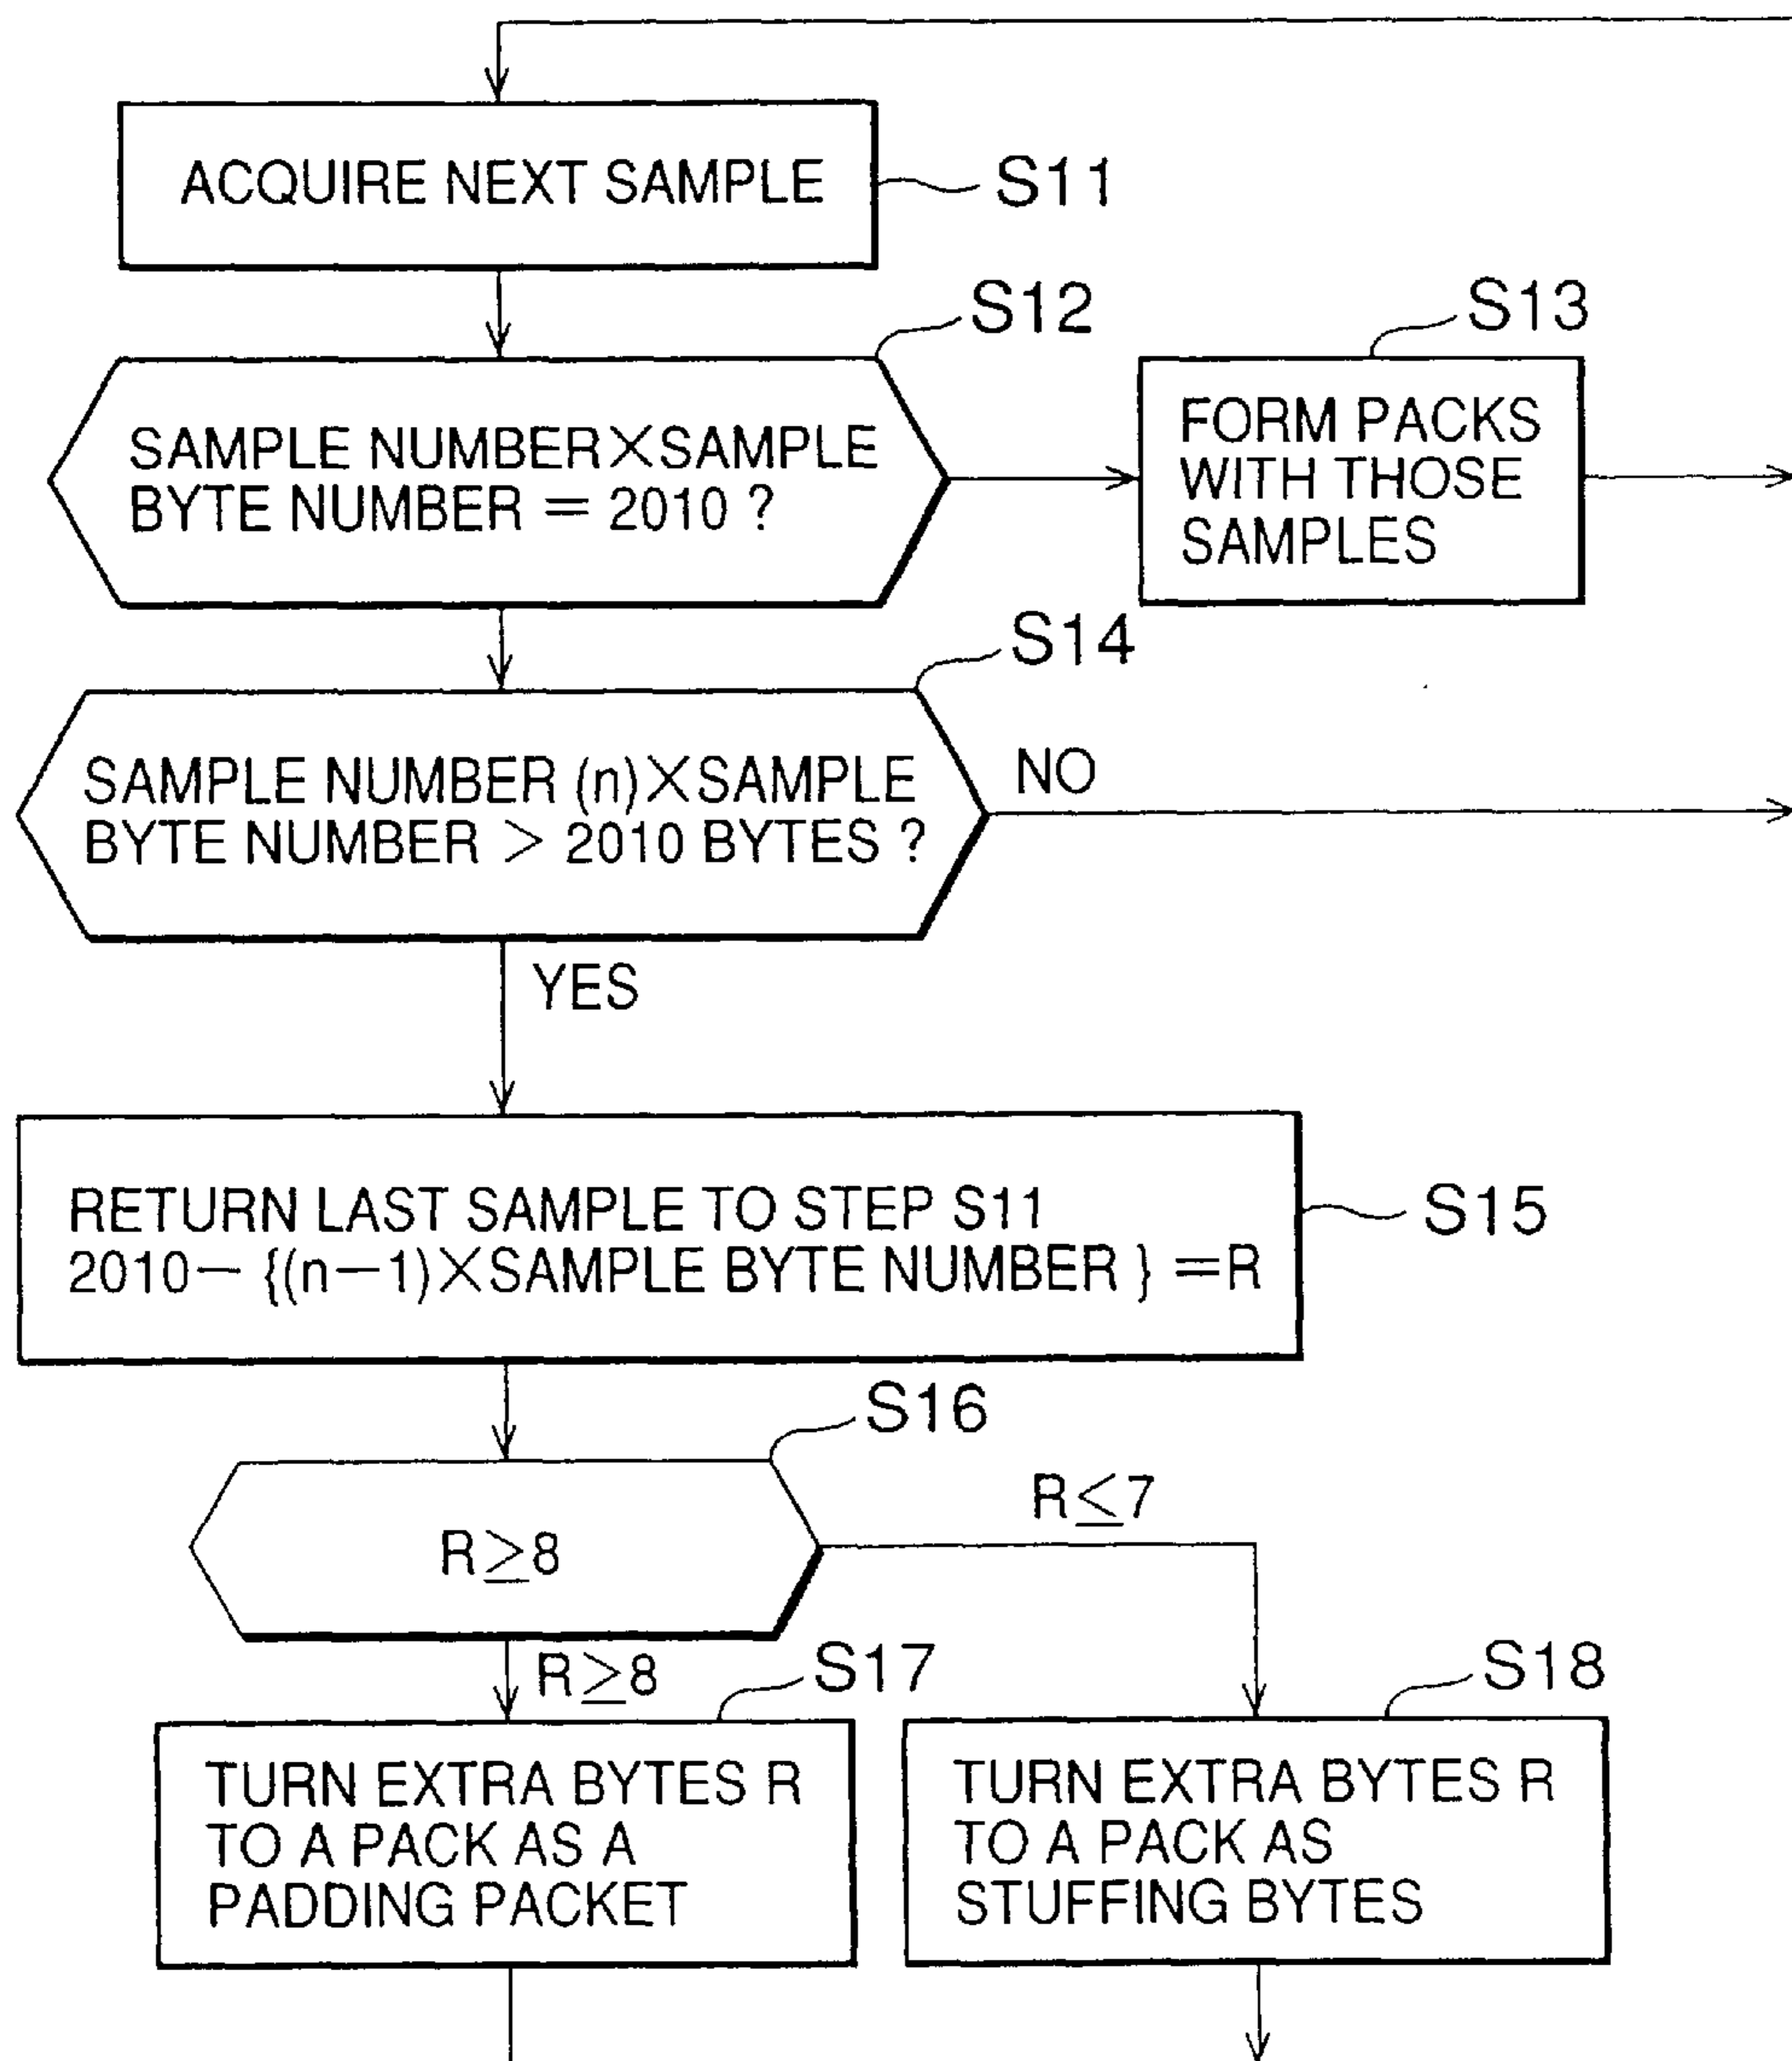 ACQUIRE NEXT SAMPLE
S11
S12
S13
SAMPLE NUMBER×SAMPLE
BYTE NUMBER = 2010 ?
FORM PACKS
WITH THOSE
SAMPLES
S14
SAMPLE NUMBER (n)×SAMPLE
BYTE NUMBER > 2010 BYTES ?
NO
YES
RETURN LAST SAMPLE TO STEP S11
2010− {(n−1)×SAMPLE BYTE NUMBER } =R
S15
S16
R≥8
R≤7
R≥8
S17
S18
TURN EXTRA BYTES R
TO A PACK AS A
PADDING PACKET
TURN EXTRA BYTES R
TO A PACK AS
STUFFING BYTES